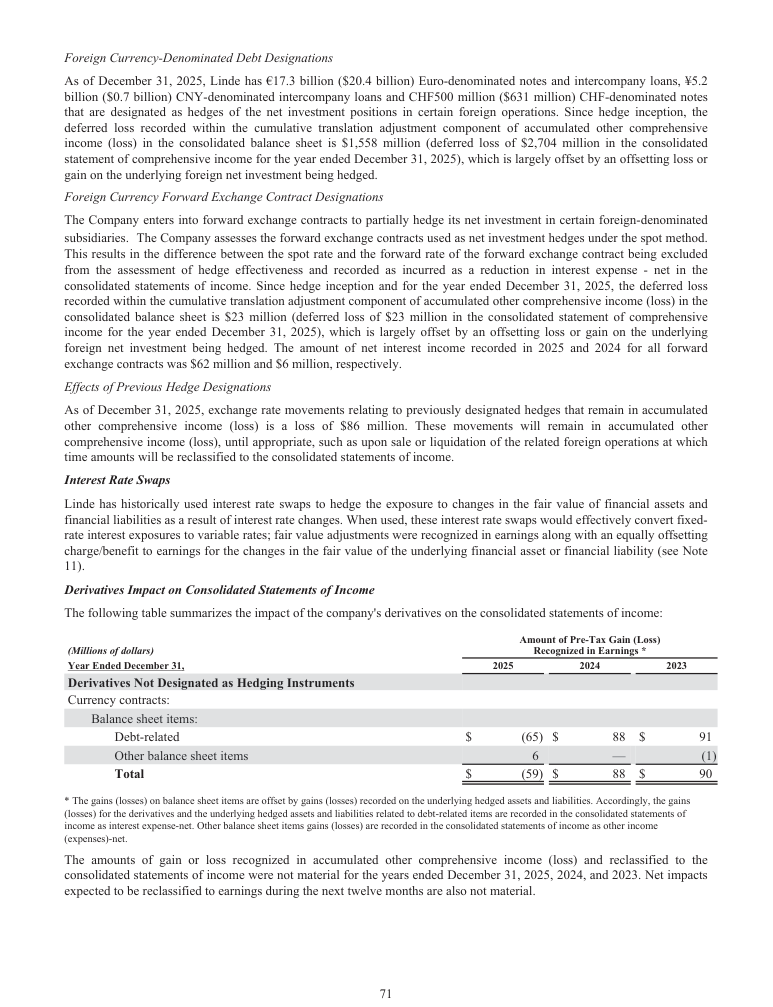 Foreign Currency-Denominated Debt Designations
As of December 31, 2025, Linde has €17.3 billion ($20.4 billion) Euro-denominated notes and intercompany loans, ¥5.2
billion ($0.7 billion) CNY-denominated intercompany loans and CHF500 million ($631 million) CHF-denominated notes
that are designated as hedges of the net investment positions in certain foreign operations. Since hedge inception, the
deferred loss recorded within the cumulative translation adjustment component of accumulated other comprehensive
income (loss) in the consolidated balance sheet is $1,558 million (deferred loss of $2,704 million in the consolidated
statement of comprehensive income for the year ended December 31, 2025), which is largely offset by an offsetting loss or
gain on the underlying foreign net investment being hedged.
Foreign Currency Forward Exchange Contract Designations
The Company enters into forward exchange contracts to partially hedge its net investment in certain foreign-denominated
subsidiaries. The Company assesses the forward exchange contracts used as net investment hedges under the spot method.
This results in the difference between the spot rate and the forward rate of the forward exchange contract being excluded
from the assessment of hedge effectiveness and recorded as incurred as a reduction in interest expense - net in the
consolidated statements of income. Since hedge inception and for the year ended December 31, 2025, the deferred loss
recorded within the cumulative translation adjustment component of accumulated other comprehensive income (loss) in the
consolidated balance sheet is $23 million (deferred loss of $23 million in the consolidated statement of comprehensive
income for the year ended December 31, 2025), which is largely offset by an offsetting loss or gain on the underlying
foreign net investment being hedged. The amount of net interest income recorded in 2025 and 2024 for all forward
exchange contracts was $62 million and $6 million, respectively.
Effects of Previous Hedge Designations
As of December 31, 2025, exchange rate movements relating to previously designated hedges that remain in accumulated
other comprehensive income (loss) is a loss of $86 million. These movements will remain in accumulated other
comprehensive income (loss), until appropriate, such as upon sale or liquidation of the related foreign operations at which
time amounts will be reclassified to the consolidated statements of income.
Interest Rate Swaps
Linde has historically used interest rate swaps to hedge the exposure to changes in the fair value of financial assets and
financial liabilities as a result of interest rate changes. When used, these interest rate swaps would effectively convert fixed-
rate interest exposures to variable rates; fair value adjustments were recognized in earnings along with an equally offsetting
charge/benefit to earnings for the changes in the fair value of the underlying financial asset or financial liability (see Note
11).
Derivatives Impact on Consolidated Statements of Income
The following table summarizes the impact of the company's derivatives on the consolidated statements of income:
(Millions of dollars) Amount of Pre-Tax Gain (Loss)
Recognized in Earnings *
Year Ended December 31, 2025 2024 2023
Derivatives Not Designated as Hedging Instruments
Currency contracts:
Balance sheet items:
Debt-related $ (65) $ 88 $ 91
Other balance sheet items 6 — (1)
Total $ (59) $ 88 $ 90
* The gains (losses) on balance sheet items are offset by gains (losses) recorded on the underlying hedged assets and liabilities. Accordingly, the gains
(losses) for the derivatives and the underlying hedged assets and liabilities related to debt-related items are recorded in the consolidated statements of
income as interest expense-net. Other balance sheet items gains (losses) are recorded in the consolidated statements of income as other income
(expenses)-net.
The amounts of gain or loss recognized in accumulated other comprehensive income (loss) and reclassified to the
consolidated statements of income were not material for the years ended December 31, 2025, 2024, and 2023. Net impacts
expected to be reclassified to earnings during the next twelve months are also not material.
71